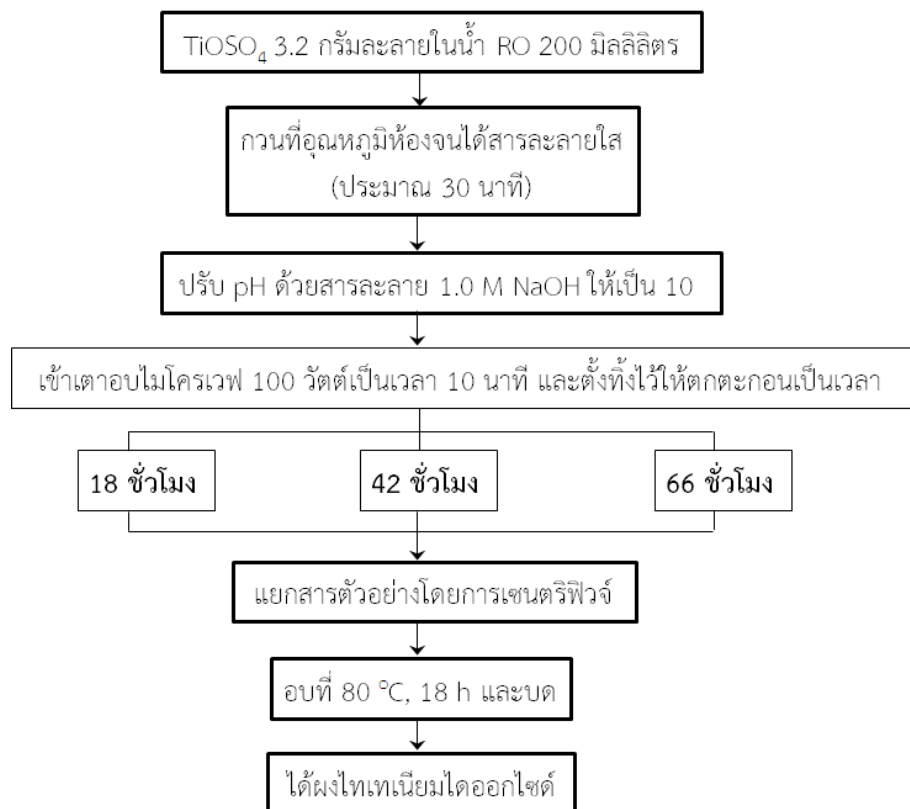 TiOSO4 3.2 กรัมละลายในน้ำ RO 200 มิลลิลิตร
กวนที่อุณหภูมิห้องจนได้สารละลายใส
(ประมาณ 30 นาที)
ปรับ pH ด้วยสารละลาย 1.0 M NaOH ให้เป็น 10
เข้าเตาอบไมโครเวฟ 100 วัตต์เป็นเวลา 10 นาที และตั้งทิ้งไว้ให้ตกตะกอนเป็นเวลา
18 ชั่วโมง
42 ชั่วโมง
66 ชั่วโมง
แยกสารตัวอย่างโดยการเซนตริฟิวจ์
อบที่ 80 °C, 18 h และบด
ได้ผงไทเทเนียมไดออกไซด์